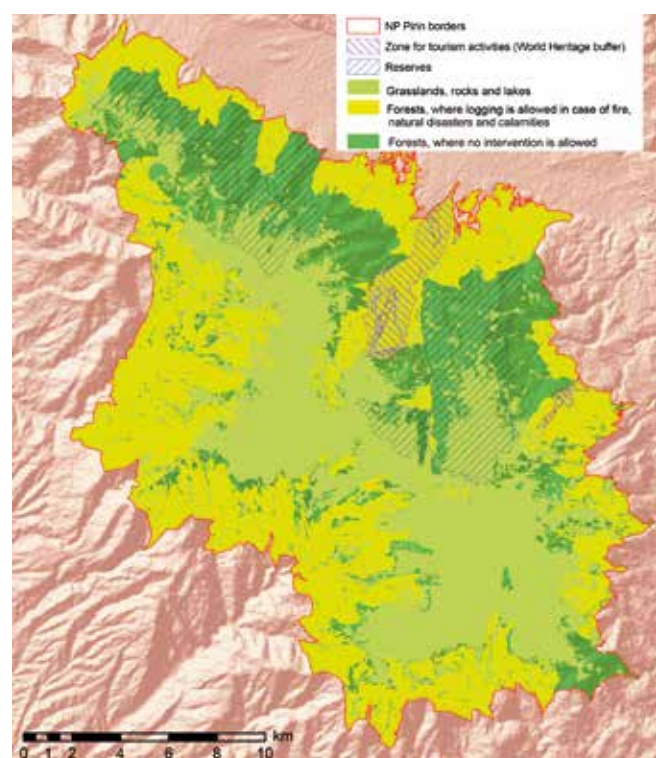 NP Pirin borders
Zone for tourism activities (World Heritage buffer)
Reserves
Grasslands, rocks and lakes
Forests, where logging is allowed in case of fire,
natural disasters and calamities
Forests, where no intervention is allowed
km
0 1 2 4 6 8 10